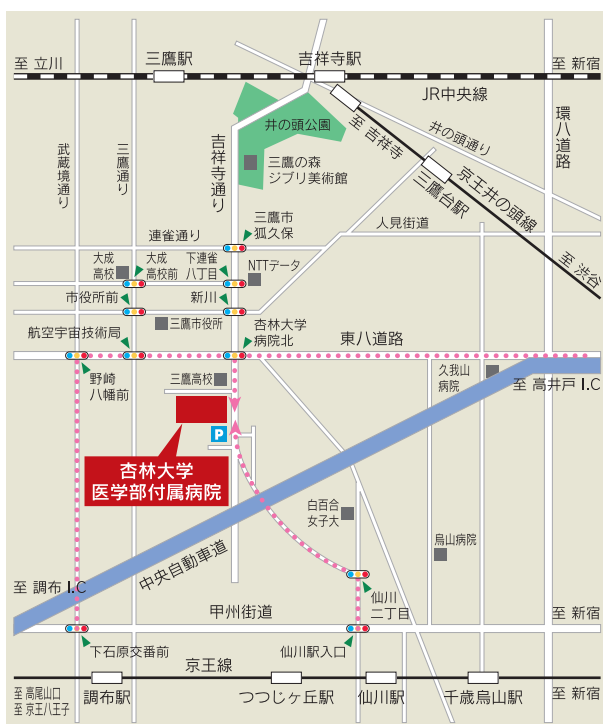 至 立川
三鷹駅
吉祥寺駅
至 新宿
JR中央線
井の頭公園
至 吉祥寺
井の頭通り
環八道路
武蔵境通り
三鷹通り
吉祥寺通り
三鷹の森
ジブリ美術館
三鷹台駅
京王井の頭線
至 渋谷
三鷹市
狐久保
連雀通り
人見街道
大成
高校
大成
高校前
下連雀
八丁目
NTTデータ
市役所前
新川
三鷹市役所
航空宇宙技術局
杏林大学
病院北
東八道路
野崎
八幡前
三鷹高校
久我山
病院
至 高井戸 I.C
P
杏林大学
医学部付属病院
白百合
女子大
烏山病院
中央自動車道
至 調布 I.C
仙川
二丁目
甲州街道
至 新宿
下石原交番前
仙川駅入口
京王線
至 高尾山口
至 京王八王子
調布駅
つつじヶ丘駅
仙川駅
千歳烏山駅
至 新宿